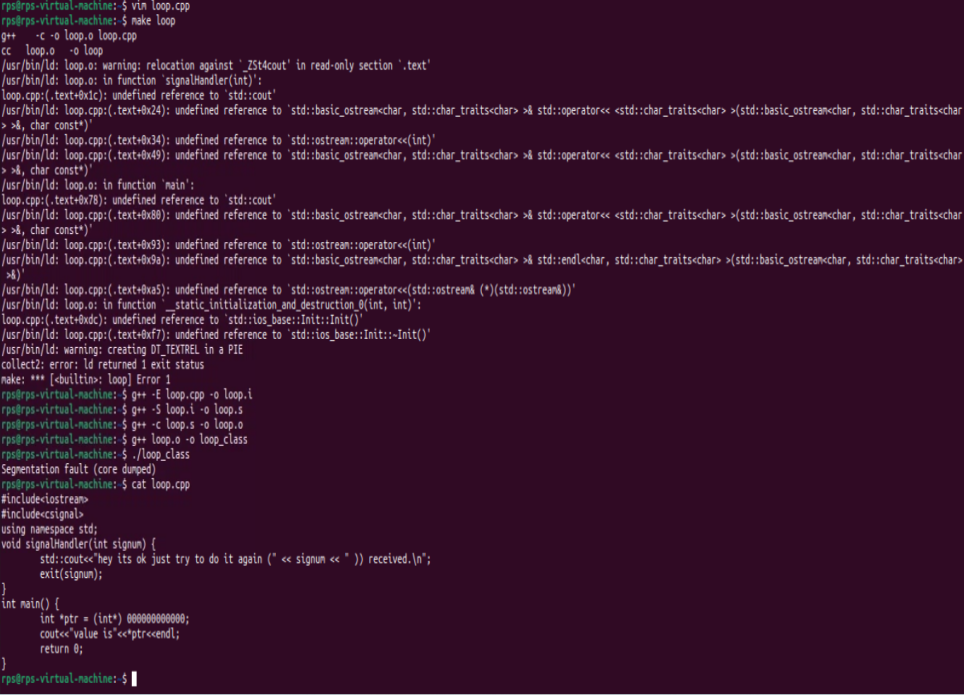 rps@rps-virtual-machine:~$ vim loop.cpp
rps@rps-virtual-machine:~$ make loop
g++    -c -o loop.o loop.cpp
cc   loop.o   -o loop
/usr/bin/ld: loop.o: warning: relocation against `_ZSt4cout' in read-only section `.text'
/usr/bin/ld: loop.o: in function `signalHandler(int)':
loop.cpp:(.text+0x1c): undefined reference to `std::cout'
/usr/bin/ld: loop.cpp:(.text+0x24): undefined reference to `std::basic_ostream<char, std::char_traits<char> >& std::operator<< <std::char_traits<char> >(std::basic_ostream<char, std::char_traits<char
> >&, char const*)'
/usr/bin/ld: loop.cpp:(.text+0x34): undefined reference to `std::ostream::operator<<(int)'
/usr/bin/ld: loop.cpp:(.text+0x49): undefined reference to `std::basic_ostream<char, std::char_traits<char> >& std::operator<< <std::char_traits<char> >(std::basic_ostream<char, std::char_traits<char
> >&, char const*)'
/usr/bin/ld: loop.o: in function `main':
loop.cpp:(.text+0x78): undefined reference to `std::cout'
/usr/bin/ld: loop.cpp:(.text+0x80): undefined reference to `std::basic_ostream<char, std::char_traits<char> >& std::operator<< <std::char_traits<char> >(std::basic_ostream<char, std::char_traits<char
> >&, char const*)'
/usr/bin/ld: loop.cpp:(.text+0x93): undefined reference to `std::ostream::operator<<(int)'
/usr/bin/ld: loop.cpp:(.text+0x9a): undefined reference to `std::basic_ostream<char, std::char_traits<char> >& std::endl<char, std::char_traits<char> >(std::basic_ostream<char, std::char_traits<char>
 >&)'
/usr/bin/ld: loop.cpp:(.text+0xa5): undefined reference to `std::ostream::operator<<(std::ostream& (*)(std::ostream&))'
/usr/bin/ld: loop.o: in function `__static_initialization_and_destruction_0(int, int)':
loop.cpp:(.text+0xdc): undefined reference to `std::ios_base::Init::Init()'
/usr/bin/ld: loop.cpp:(.text+0xf7): undefined reference to `std::ios_base::Init::~Init()'
/usr/bin/ld: warning: creating DT_TEXTREL in a PIE
collect2: error: ld returned 1 exit status
make: *** [<builtin>: loop] Error 1
rps@rps-virtual-machine:~$ g++ -E loop.cpp -o loop.i
rps@rps-virtual-machine:~$ g++ -S loop.i -o loop.s
rps@rps-virtual-machine:~$ g++ -c loop.s -o loop.o
rps@rps-virtual-machine:~$ g++ loop.o -o loop_class
rps@rps-virtual-machine:~$ ./loop_class
Segmentation fault (core dumped)
rps@rps-virtual-machine:~$ cat loop.cpp
#include<iostream>
#include<csignal>
using namespace std;
void signalHandler(int signum) {
        std::cout<<"hey its ok just try to do it again (" << signum << " )) received.\n";
        exit(signum);
}
int main() {
        int *ptr = (int*) 000000000000;
        cout<<"value is"<<*ptr<<endl;
        return 0;
}
rps@rps-virtual-machine:~$